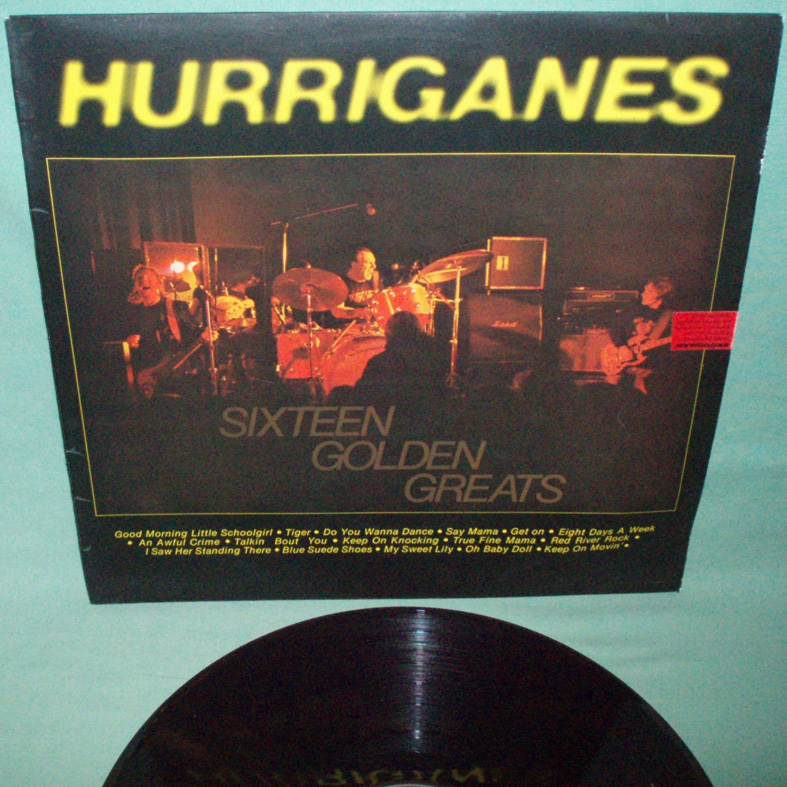 HURRIGANES
SIXTEEN
GOLDEN
GREATS
Good Morning Little Schoolgirl • Tiger • Do You Wanna Dance • Say Mama • Get on • Eight Days A Week
• An Awful Crime • Talkin Bout You • Keep On Knocking • True Fine Mama • Red River Rock •
I Saw Her Standing There • Blue Suede Shoes • My Sweet Lily • Oh Baby Doll • Keep On Movin' •